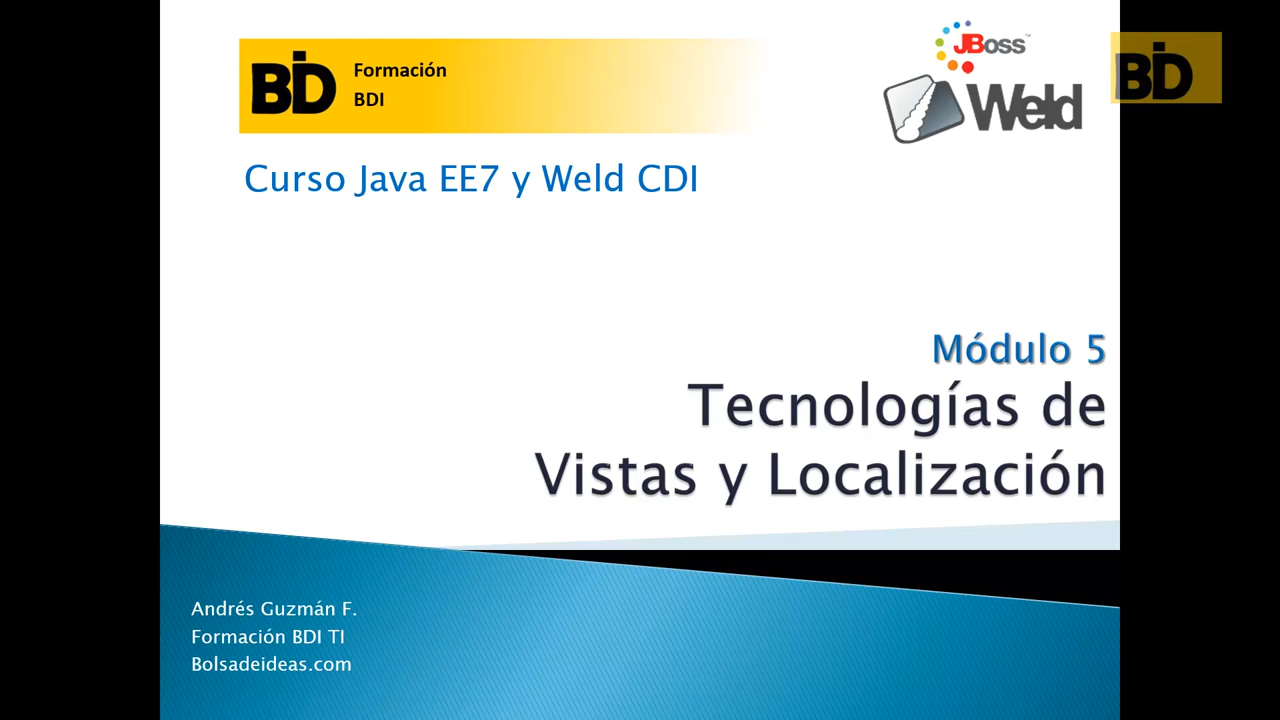 BID
Formación
BDI
JBoss
Weld
BID
Curso Java EE7 y Weld CDI
Módulo 5
Tecnologías de
Vistas y Localización
Andrés Guzmán F.
Formación BDI TI
Bolsadeideas.com